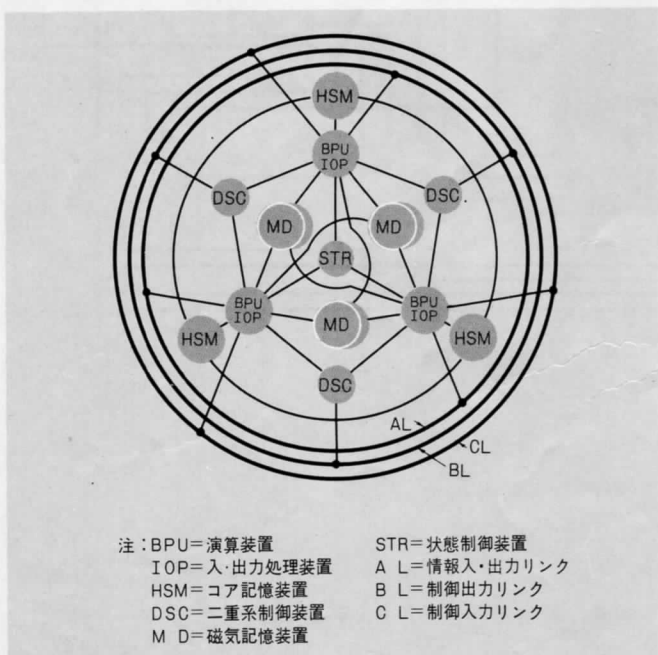 HSM
BPU
IOP
DSC
DSC
MD
MD
STR
BPU
IOP
BPU
IOP
MD
HSM
HSM
DSC
AL
CL
BL
注:BPU=演算装置
IOP=入・出力処理装置
HSM=コア記憶装置
DSC=二重系制御装置
M D=磁気記憶装置
STR=状態制御装置
A L=情報入・出力リンク
B L=制御出力リンク
C L=制御入力リンク